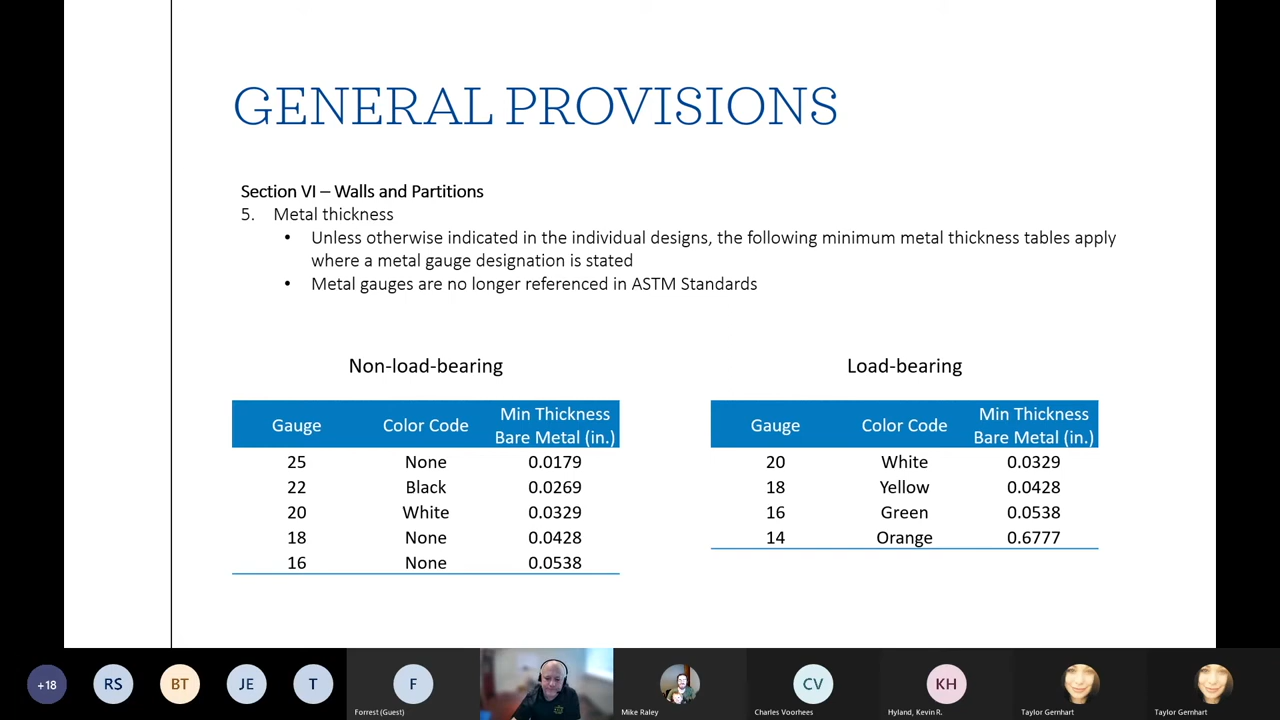 GENERAL PROVISIONS
Section VI – Walls and Partitions
5. Metal thickness
• Unless otherwise indicated in the individual designs, the following minimum metal thickness tables apply
where a metal gauge designation is stated
• Metal gauges are no longer referenced in ASTM Standards
Non-load-bearing
Gauge Color Code Min Thickness
Bare Metal (in.)
25 None 0.0179
22 Black 0.0269
20 White 0.0329
18 None 0.0428
16 None 0.0538
Load-bearing
Gauge Color Code Min Thickness
Bare Metal (in.)
20 White 0.0329
18 Yellow 0.0428
16 Green 0.0538
14 Orange 0.6777
+18 RS BT JE T F CV KH
Forrest (Guest) Mike Raley Charles Voorhees Hyland, Kevin R. Taylor Gernhart Taylor Gernhart